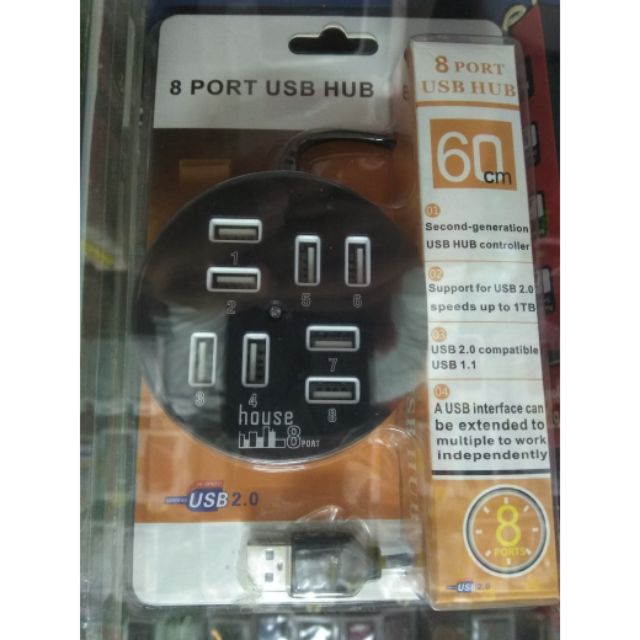 8 PORT USB HUB
1
2
3
4
5
6
7
8
house
8 PORT
USB 2.0
8 PORT
USB HUB
60cm
01
Second-generation
USB HUB controller
02
Support for USB 2.0
speeds up to 1TB
03
USB 2.0 compatible
USB 1.1
04
A USB interface can
be extended to
multiple to work
independently
8
PORTS
USB 2.0